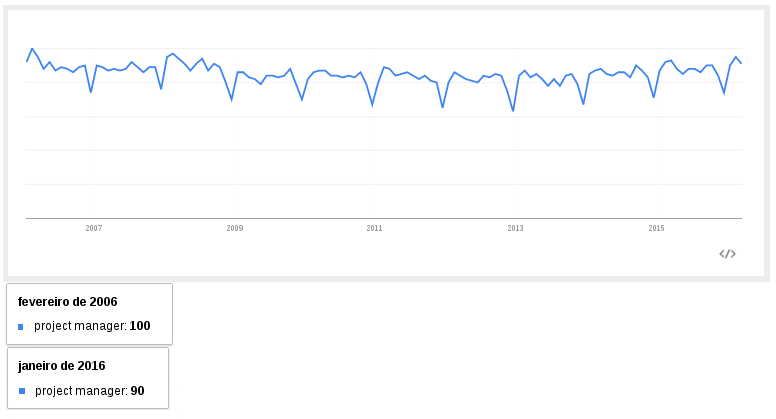 2007 2009 2011 2013 2015
</>
fevereiro de 2006
project manager: 100
janeiro de 2016
project manager: 90